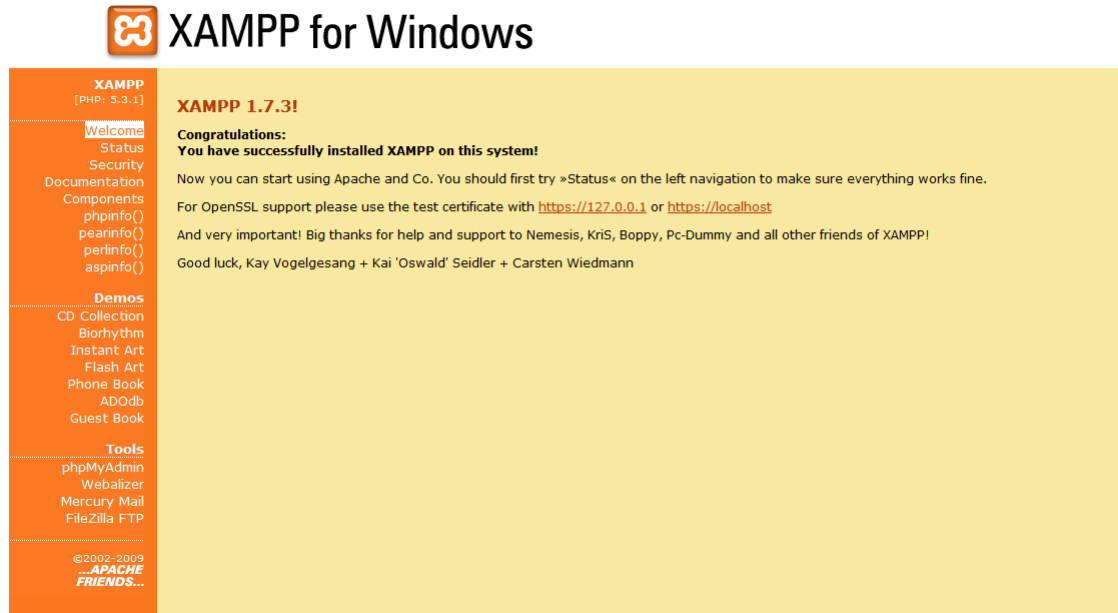 XAMPP for Windows
XAMPP
[PHP: 5.3.1]
Welcome
Status
Security
Documentation
Components
phpinfo()
pearinfo()
perlinfo()
aspinfo()
Demos
CD Collection
Biorhythm
Instant Art
Flash Art
Phone Book
ADOdb
Guest Book
Tools
phpMyAdmin
Webalizer
Mercury Mail
FileZilla FTP
©2002-2009
...APACHE
FRIENDS...
XAMPP 1.7.3!
Congratulations:
You have successfully installed XAMPP on this system!
Now you can start using Apache and Co. You should first try »Status« on the left navigation to make sure everything works fine.
For OpenSSL support please use the test certificate with https://127.0.0.1 or https://localhost
And very important! Big thanks for help and support to Nemesis, KriS, Boppy, Pc-Dummy and all other friends of XAMPP!
Good luck, Kay Vogelgesang + Kai 'Oswald' Seidler + Carsten Wiedmann